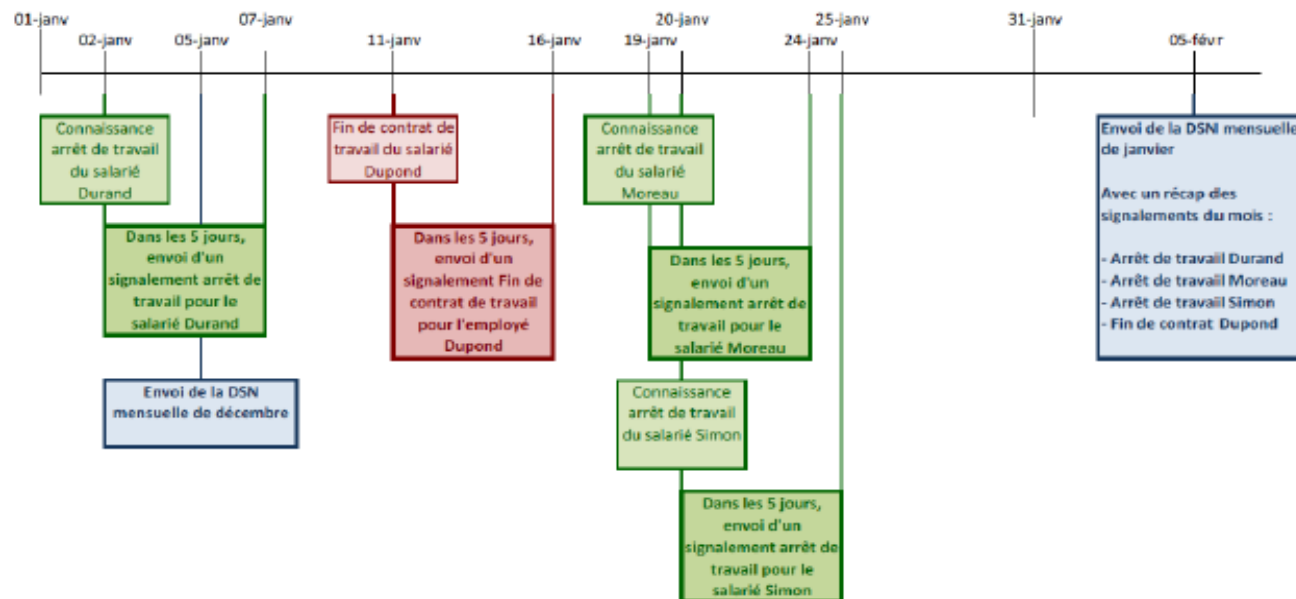 01-janv
07-janv
20-janv
25-janv
31-janv
02-janv
05-janv
11-janv
16-janv
19-janv
24-janv
05-févr
Connaissance
arrêt de travail
du salarié
Durand
Fin de contrat de
travail du salarié
Dupond
Connaissance
arrêt de travail
du salarié
Moreau
Envoi de la DSN mensuelle
de janvier
Avec un récap des
signalements du mois :
- Arrêt de travail Durand
- Arrêt de travail Moreau
- Arrêt de travail Simon
- Fin de contrat Dupond
Dans les 5 jours,
envoi d'un
signalement arrêt de
travail pour le
salarié Durand
Dans les 5 jours,
envoi d'un
signalement Fin de
contrat de travail
pour l'employé
Dupond
Dans les 5 jours,
envoi d'un
signalement arrêt de
travail pour le
salarié Moreau
Envoi de la DSN
mensuelle de décembre
Connaissance
arrêt de travail
du salarié Simon
Dans les 5 jours,
envoi d'un
signalement arrêt de
travail pour le
salarié Simon